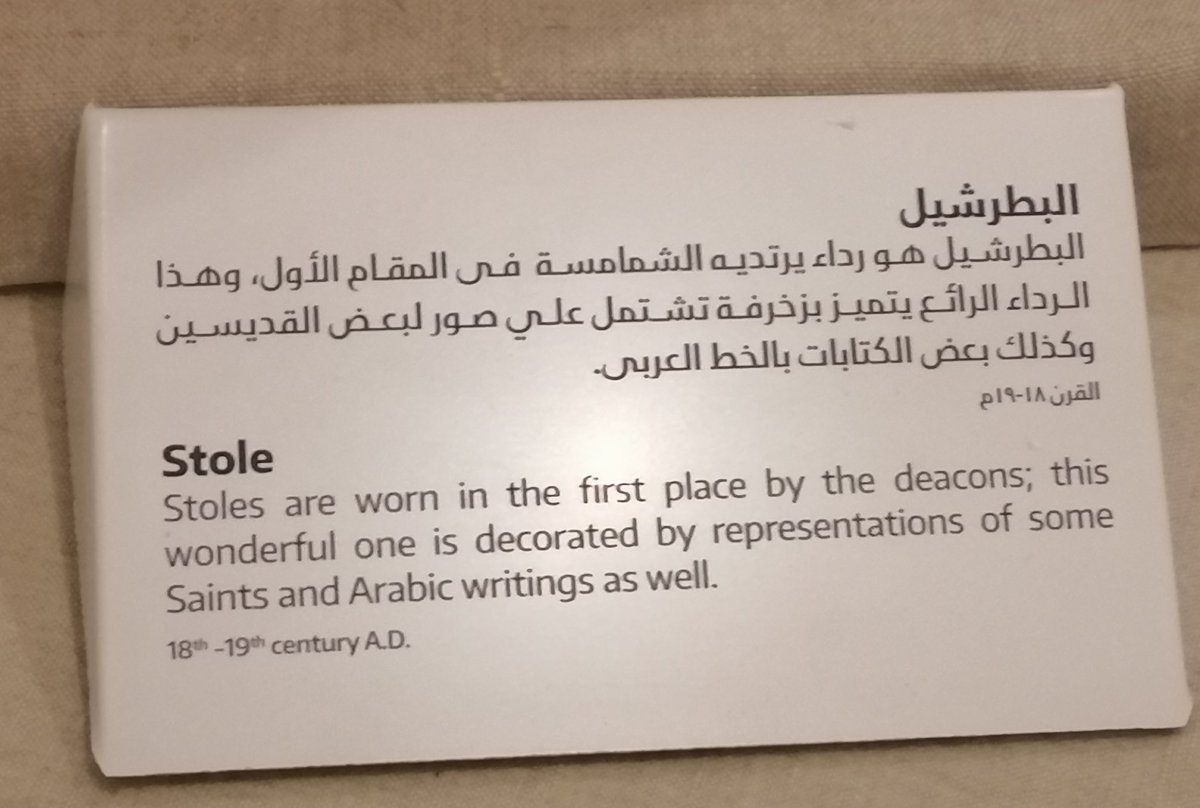 البطرشيل
البطرشيل هو رداء يرتديه الشمامسة فى المقام الأول، وهذا
الرداء الرائع يتميز بزخرفة تشتمل علي صور لبعض القديسين
وكذلك بعض الكتابات بالخط العربى.
القرن ١٨-١٩م
Stole
Stoles are worn in the first place by the deacons; this
wonderful one is decorated by representations of some
Saints and Arabic writings as well.
18th -19th century A.D.